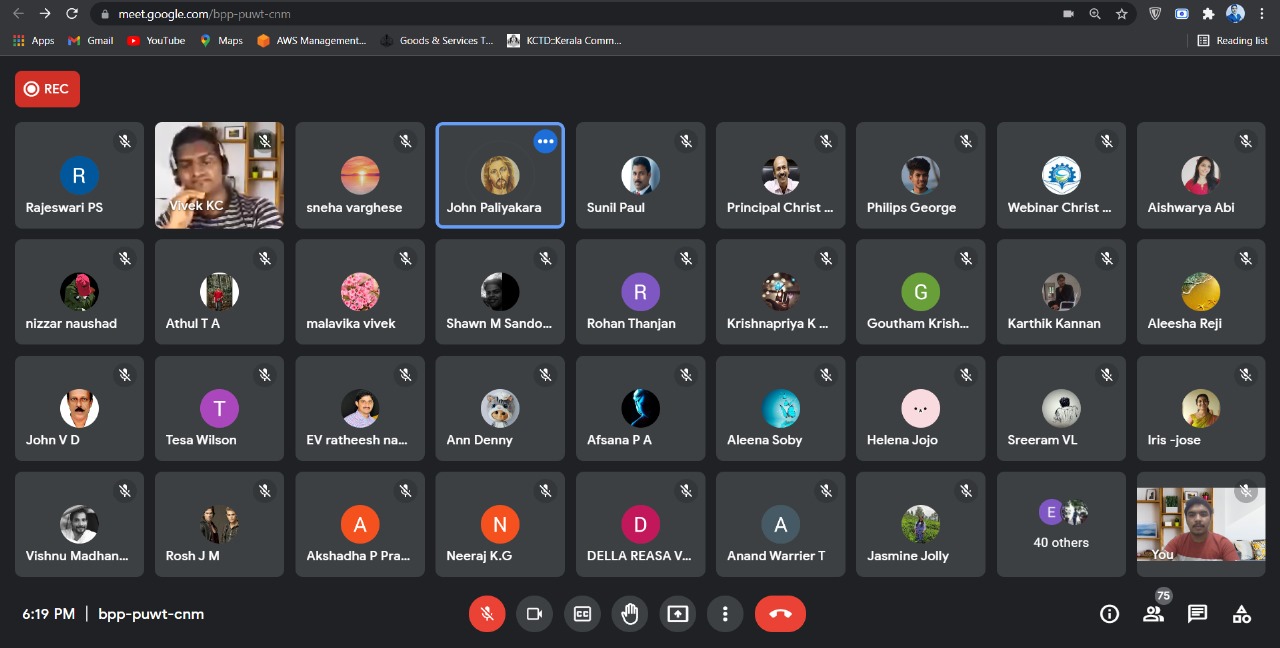 meet.google.com/bpp-puwt-cnm
Apps Gmail YouTube Maps AWS Management... Goods & Services T... KCTD::Kerala Comm... Reading list
REC
R
Rajeswari PS Vivek KC sneha varghese John Paliyakara Sunil Paul Principal Christ ... Philips George Webinar Christ ... Aishwarya Abi
R G
nizzar naushad Athul T A malavika vivek Shawn M Sando... Rohan Thanjan Krishnapriya K ... Goutham Krish... Karthik Kannan Aleesha Reji
T
John V D Tesa Wilson EV ratheesh na... Ann Denny Afsana P A Aleena Soby Helena Jojo Sreeram VL Iris -jose
A N D A E
Vishnu Madhan... Rosh J M Akshadha P Pra... Neeraj K.G DELLA REASA V... Anand Warrier T Jasmine Jolly 40 others You
75
6:19 PM | bpp-puwt-cnm CC